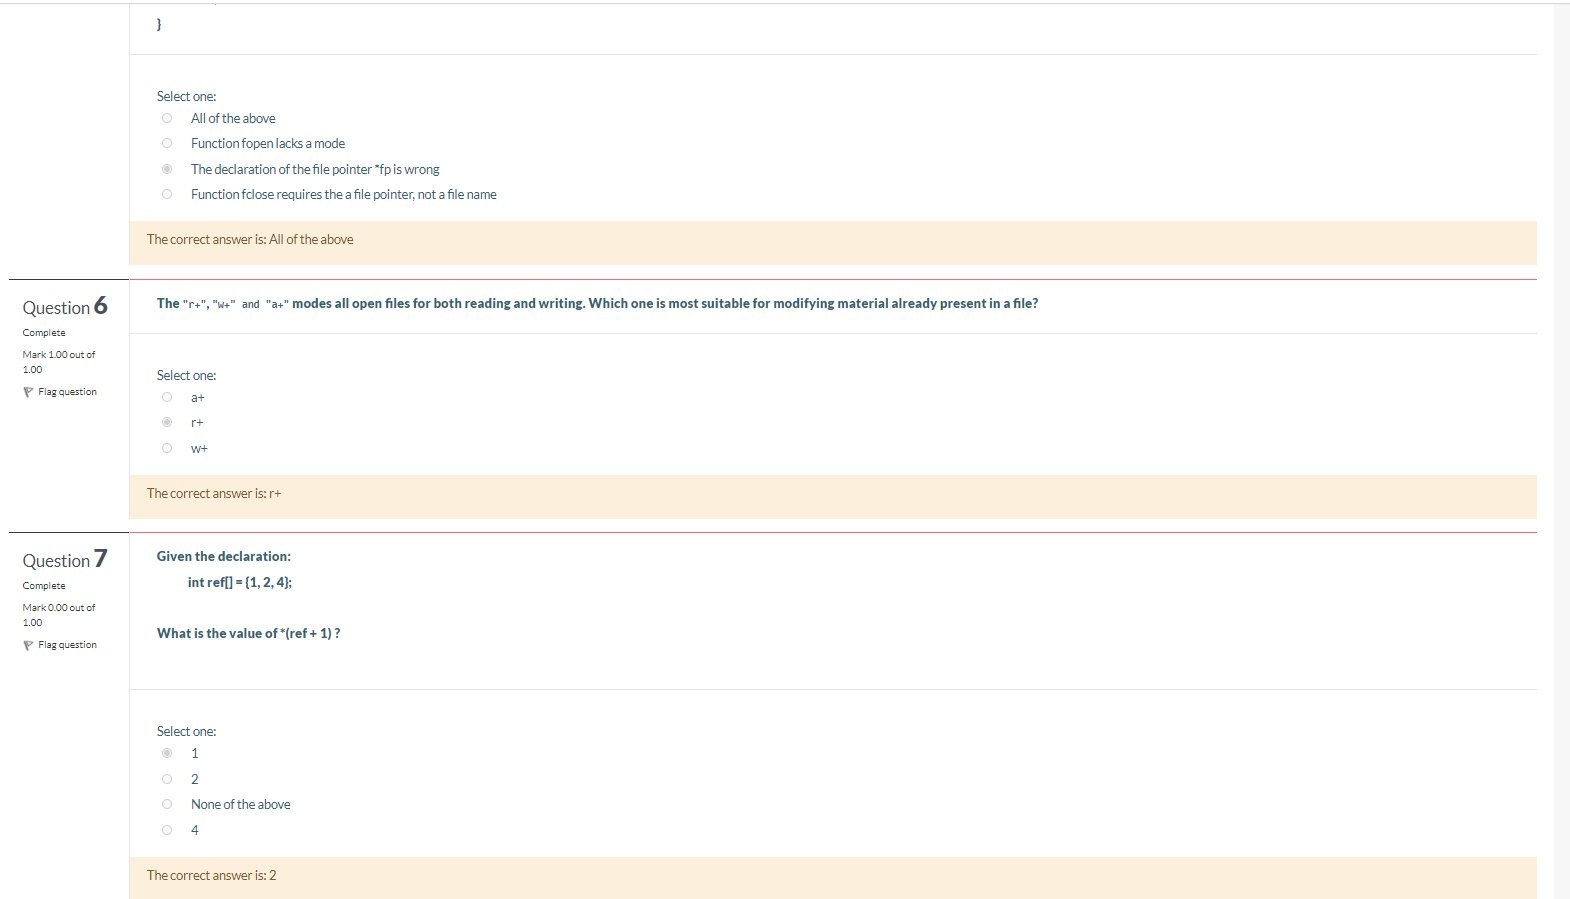 }
Select one:
All of the above
Function fopen lacks a mode
The declaration of the file pointer *fp is wrong
Function fclose requires the a file pointer, not a file name
The correct answer is: All of the above
Question 6
Complete
Mark 1.00 out of
1.00
Flag question
The "r+", "w+" and "a+" modes all open files for both reading and writing. Which one is most suitable for modifying material already present in a file?
Select one:
a+
r+
w+
The correct answer is: r+
Question 7
Complete
Mark 0.00 out of
1.00
Flag question
Given the declaration:
int ref[] = {1, 2, 4};
What is the value of *(ref + 1) ?
Select one:
1
2
None of the above
4
The correct answer is: 2